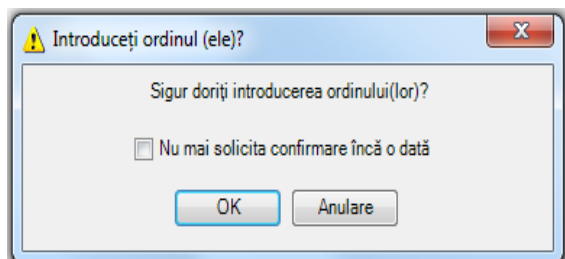 Introduceți ordinul (ele)?
Sigur doriți introducerea ordinului(lor)?
Nu mai solicita confirmare încă o dată
OK Anulare